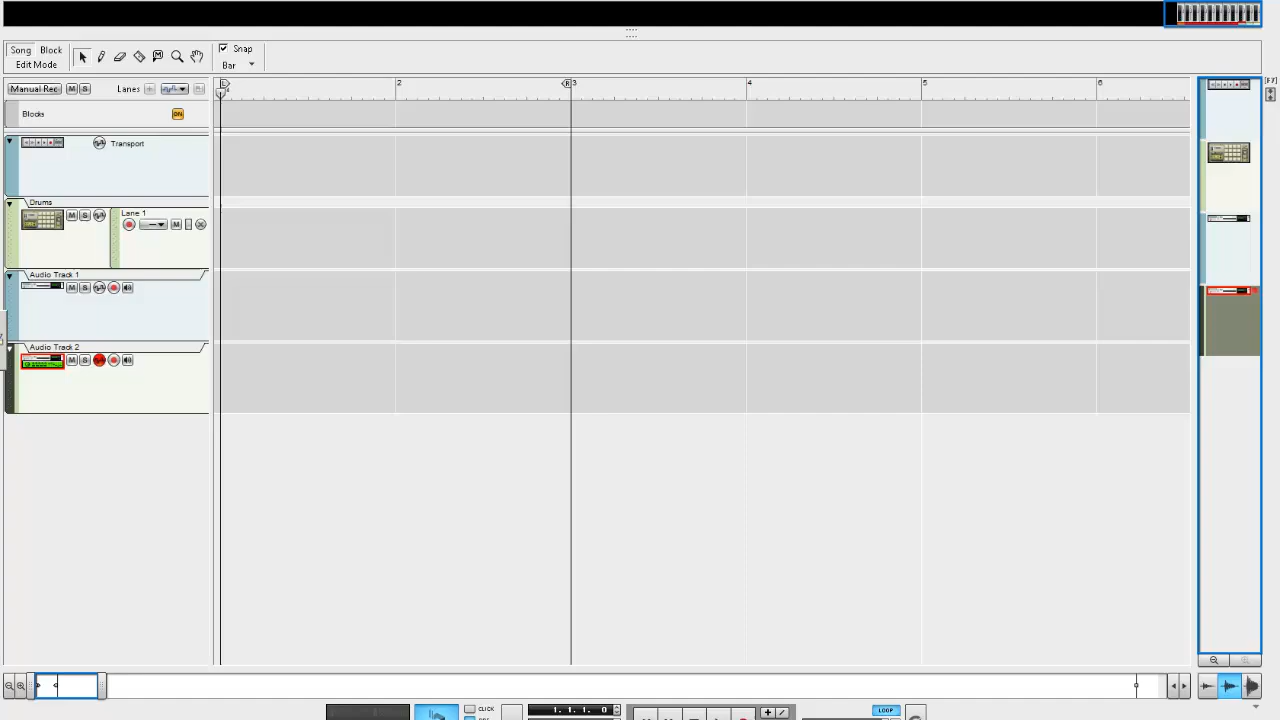 Song Block
Edit Mode
Snap
Bar
[F7]
Manual Rec M S Lanes
2 3 4 5 6
Blocks ON
Transport
Drums
M S
Lane 1
M
Audio Track 1
M S
Audio Track 2
M S
CLICK
1. 1. 1. 0
LOOP